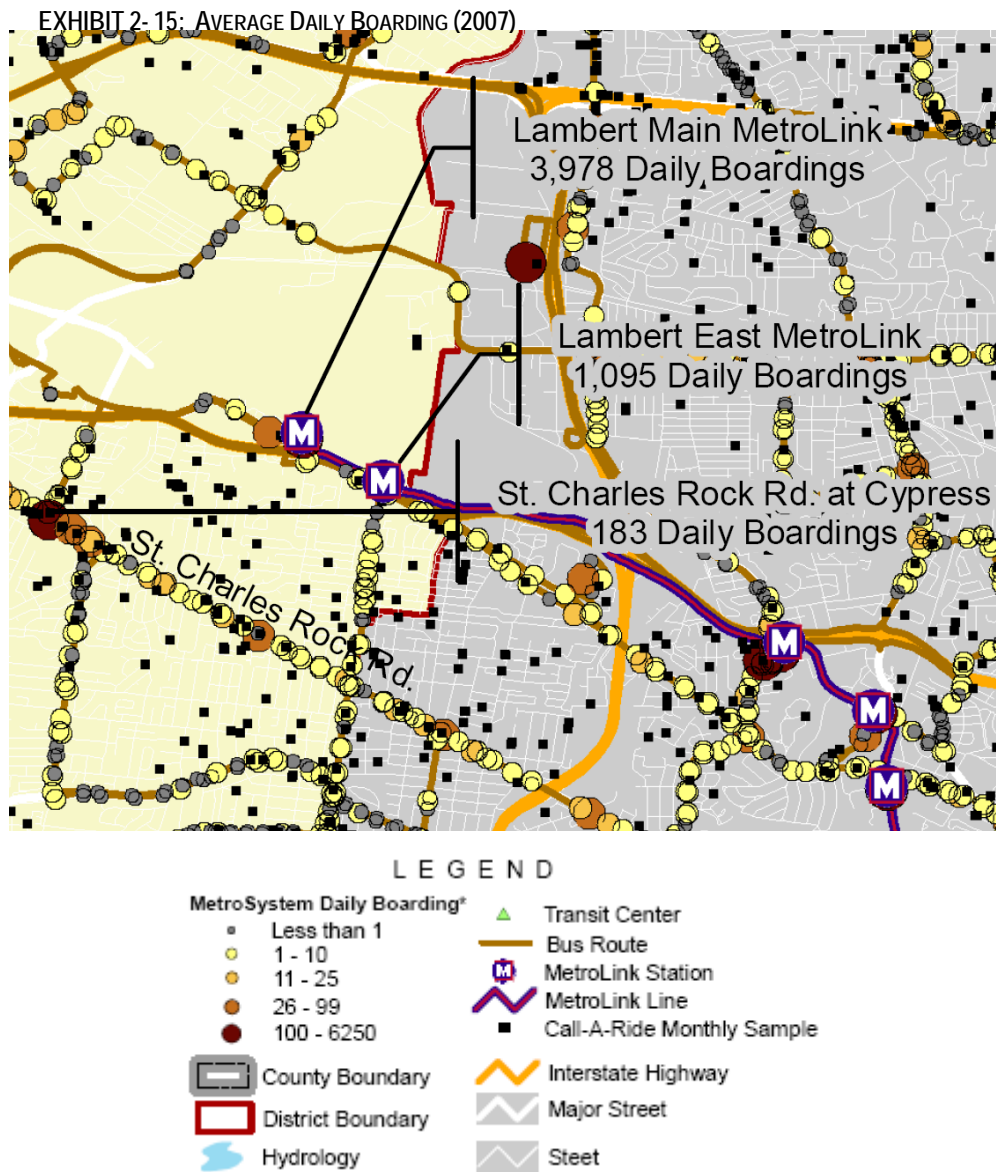 EXHIBIT 2- 15: AVERAGE DAILY BOARDING (2007)
Lambert Main MetroLink
3,978 Daily Boardings
Lambert East MetroLink
1,095 Daily Boardings
St. Charles Rock Rd. at Cypress
183 Daily Boardings
St. Charles Rock Rd.
M
M
M
M
M
LEGEND
MetroSystem Daily Boarding*
Less than 1
1 - 10
11 - 25
26 - 99
100 - 6250
County Boundary
District Boundary
Hydrology
Transit Center
Bus Route
M MetroLink Station
MetroLink Line
Call-A-Ride Monthly Sample
Interstate Highway
Major Street
Steet